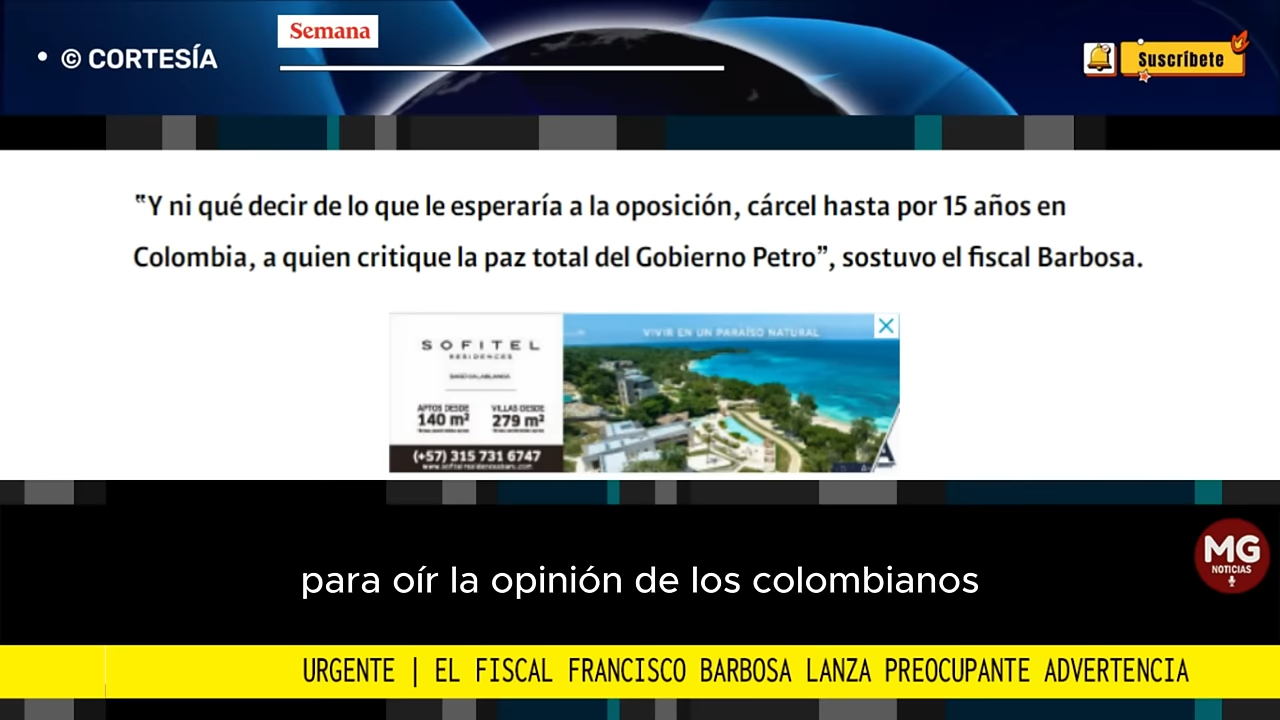 • © CORTESÍA
Semana
Suscríbete
“Y ni qué decir de lo que le esperaría a la oposición, cárcel hasta por 15 años en
Colombia, a quien critique la paz total del Gobierno Petro”, sostuvo el fiscal Barbosa.
SOFITEL
RESIDENCES
VIVIR EN UN PARAÍSO NATURAL
APTOS DESDE
140 m²
VILLAS DESDE
279 m²
(+57) 315 731 6747
para oír la opinión de los colombianos
MG
NOTICIAS
URGENTE | EL FISCAL FRANCISCO BARBOSA LANZA PREOCUPANTE ADVERTENCIA